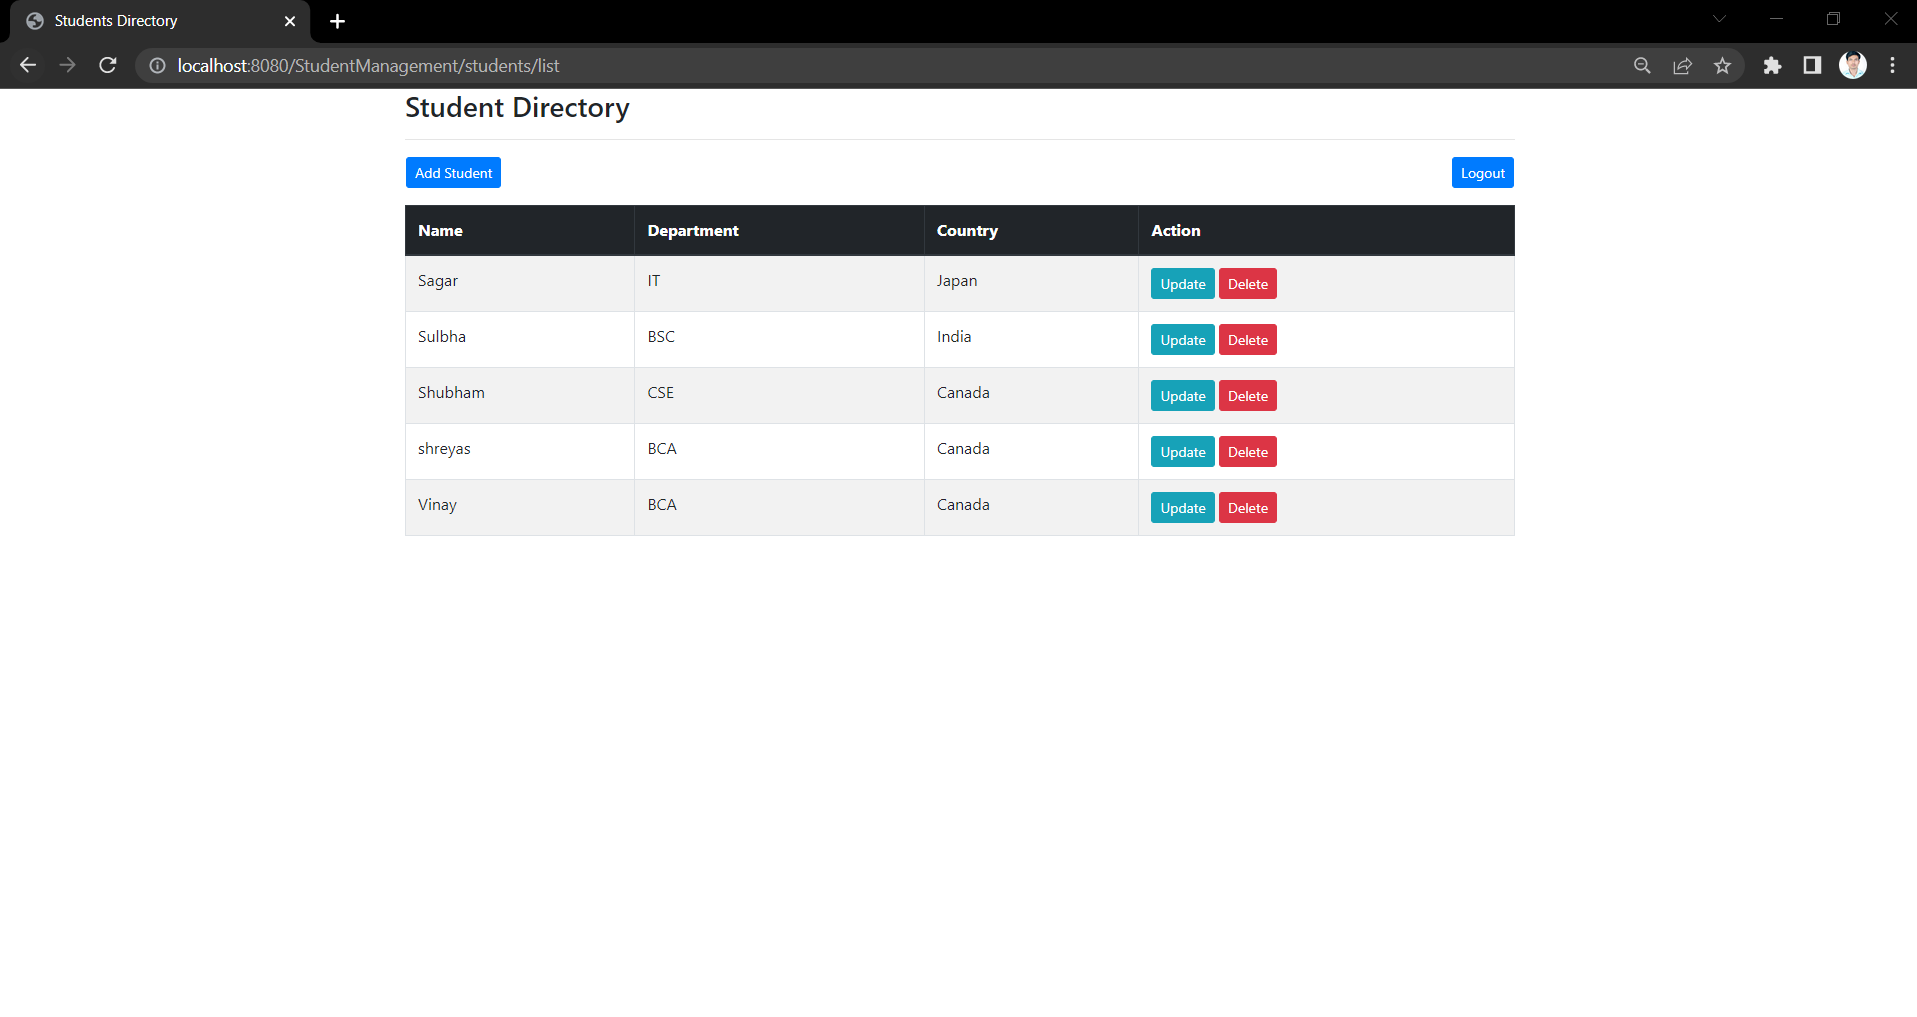 Students Directory
localhost:8080/StudentManagement/students/list
Student Directory
Add Student Logout
Name Department Country Action
Sagar IT Japan Update Delete
Sulbha BSC India Update Delete
Shubham CSE Canada Update Delete
shreyas BCA Canada Update Delete
Vinay BCA Canada Update Delete